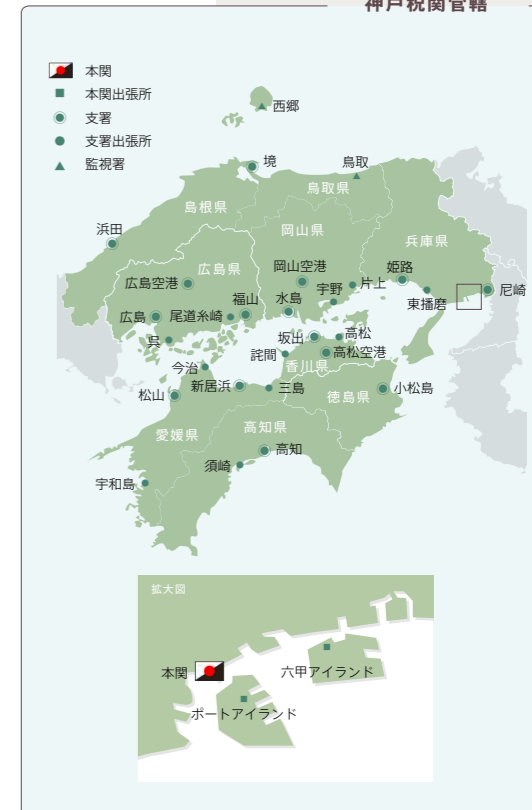 神戸税関管轄
本関
本関出張所
支署
支署出張所
監視署
西郷
境
鳥取
鳥取県
島根県
岡山県
浜田
兵庫県
広島県
岡山空港
姫路
広島空港
片上
宇野
尼崎
福山
水島
東播磨
広島
尾道糸崎
坂出
高松
呉
詫間
高松空港
今治
香川県
新居浜
三島
小松島
松山
徳島県
愛媛県
高知県
高知
須崎
宇和島
拡大図
本関
六甲アイランド
ポートアイランド